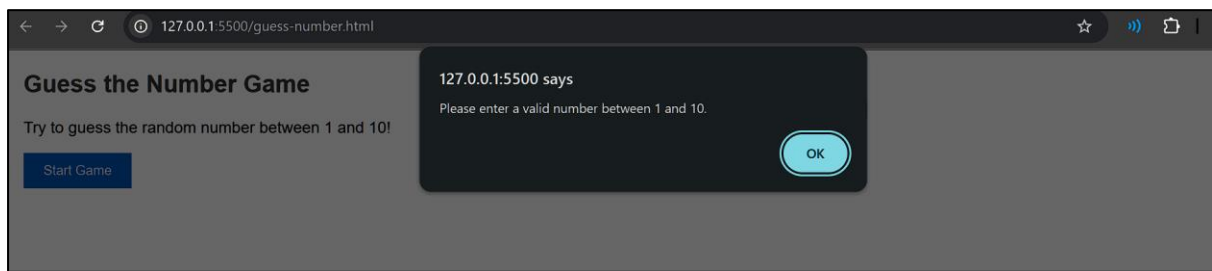 127.0.0.1:5500/guess-number.html
Guess the Number Game
Try to guess the random number between 1 and 10!
Start Game
127.0.0.1:5500 says
Please enter a valid number between 1 and 10.
OK